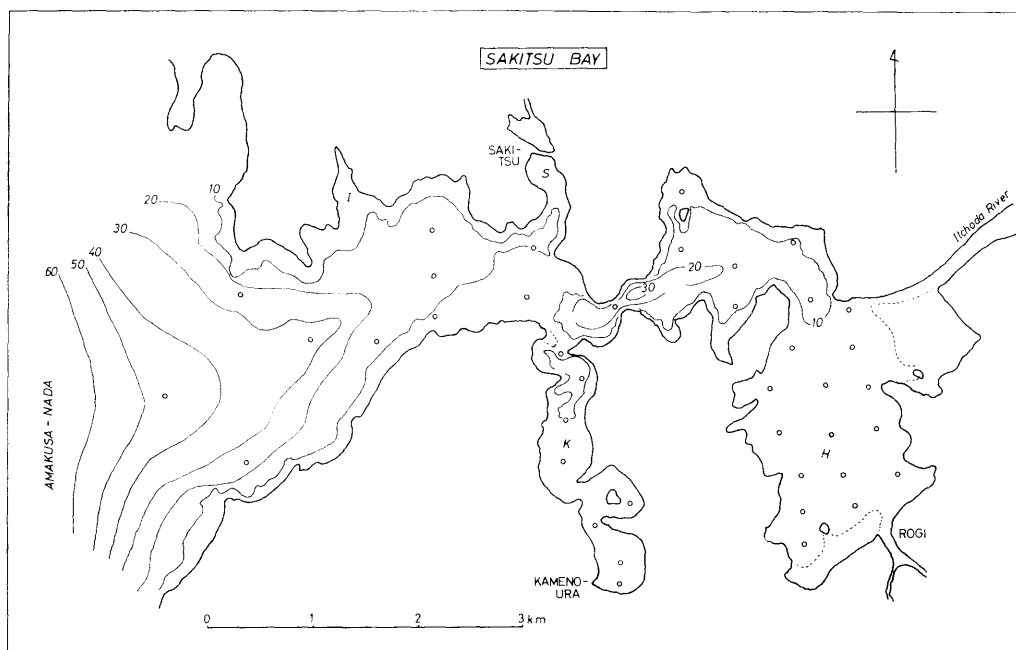 SAKITSU BAY
SAKI-
TSU
S
I
10
20
30
40
50
60
20
30
10
Itchoda River
AMAKUSA - NADA
K
H
ROGI
KAMENO-
URA
0 1 2 3 km